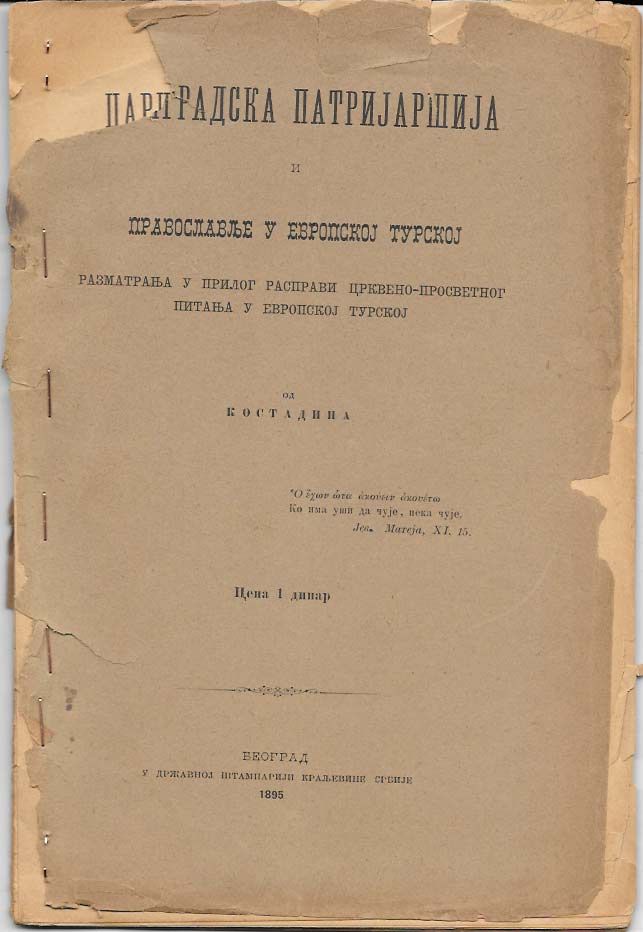 ЦАРИГРАДСКА ПАТРИЈАРШИЈА
И
ПРАВОСЛАВЉЕ У ЕВРОПСКОЈ ТУРСКОЈ
РАЗМАТРАЊА У ПРИЛОГ РАСПРАВИ ЦРКВЕНО-ПРОСВЕТНОГ
ПИТАЊА У ЕВРОПСКОЈ ТУРСКОЈ
ОД
КОСТАДИНА
Ὁ ἔχων ὦτα ἀκούειν ἀκουέτω
Ко има уши да чује, нека чује.
Јев. Матеја, XI. 15.
Цена 1 динар
БЕОГРАД
У ДРЖАВНОЈ ШТАМПАРИЈИ КРАЉЕВИНЕ СРБИЈЕ
1895